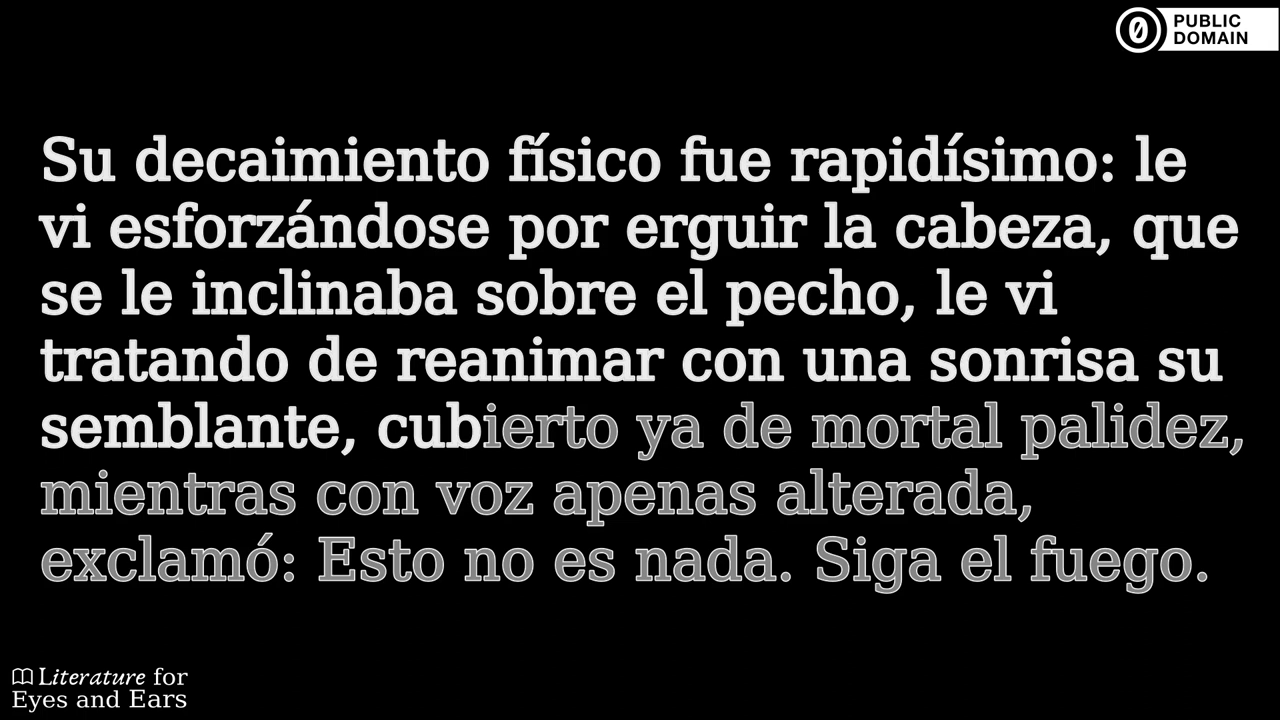 PUBLIC
DOMAIN
Su decaimiento físico fue rapidísimo: le
vi esforzándose por erguir la cabeza, que
se le inclinaba sobre el pecho, le vi
tratando de reanimar con una sonrisa su
semblante, cubierto ya de mortal palidez,
mientras con voz apenas alterada,
exclamó: Esto no es nada. Siga el fuego.
Literature for
Eyes and Ears